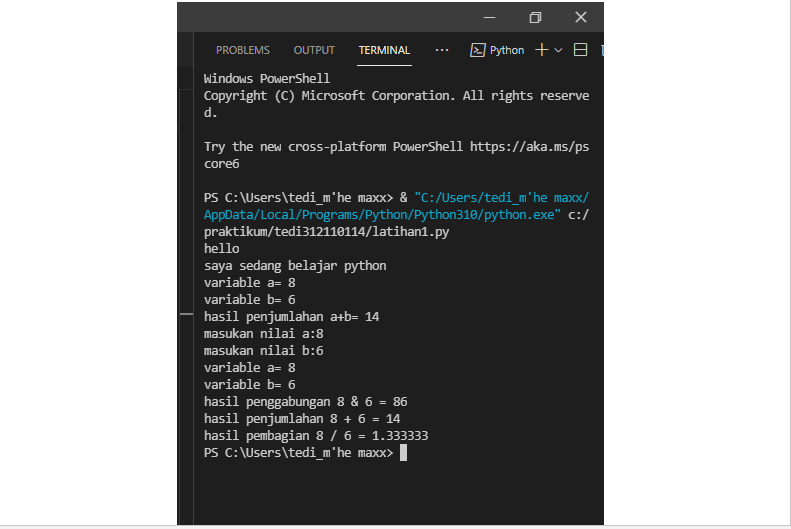 PROBLEMS OUTPUT TERMINAL ··· Python
Windows PowerShell
Copyright (C) Microsoft Corporation. All rights reserve
d.
Try the new cross-platform PowerShell https://aka.ms/ps
core6
PS C:\Users\tedi_m'he maxx> & "C:/Users/tedi_m'he maxx/
AppData/Local/Programs/Python/Python310/python.exe" c:/
praktikum/tedi312110114/latihan1.py
hello
saya sedang belajar python
variable a= 8
variable b= 6
hasil penjumlahan a+b= 14
masukan nilai a:8
masukan nilai b:6
variable a= 8
variable b= 6
hasil penggabungan 8 & 6 = 86
hasil penjumlahan 8 + 6 = 14
hasil pembagian 8 / 6 = 1.333333
PS C:\Users\tedi_m'he maxx>